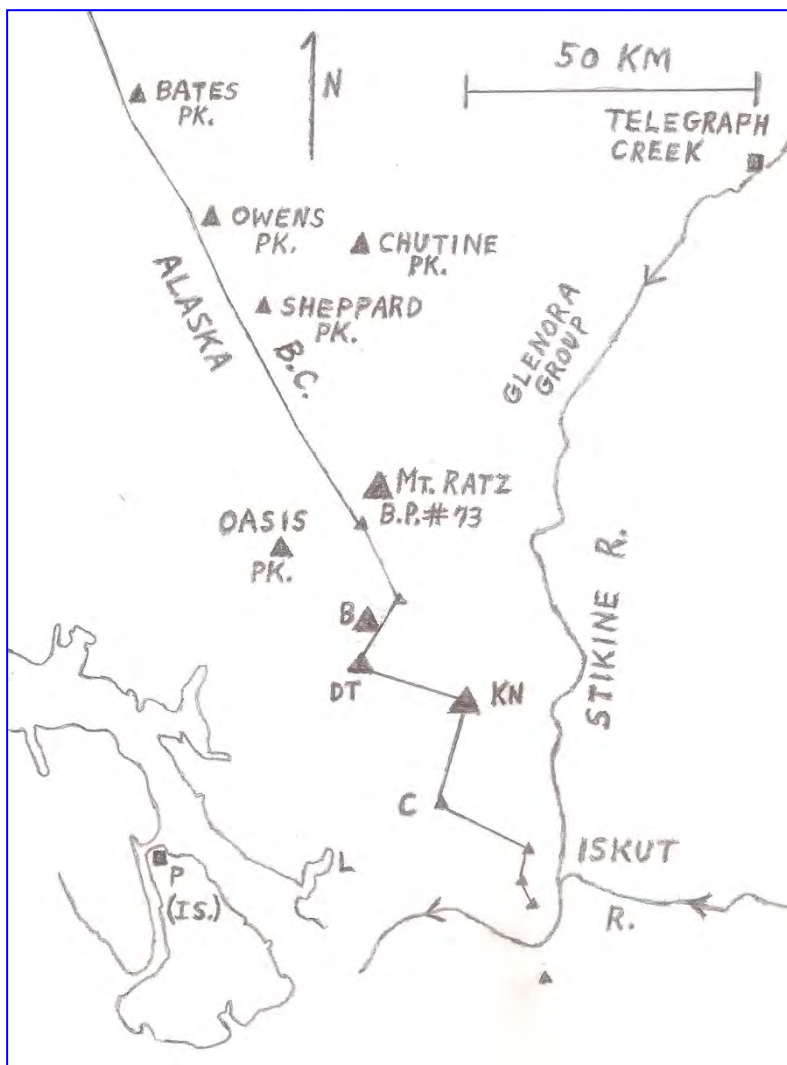 50 KM
N
BATES
PK.
TELEGRAPH
CREEK
OWENS
PK.
CHUTINE
PK.
ALASKA
B.C.
SHEPPARD
PK.
GLENORA
GROUP
MT. RATZ
B.P.#73
OASIS
PK.
STIKINE R.
B
DT
KN
C
ISKUT
R.
L
P
(IS.)